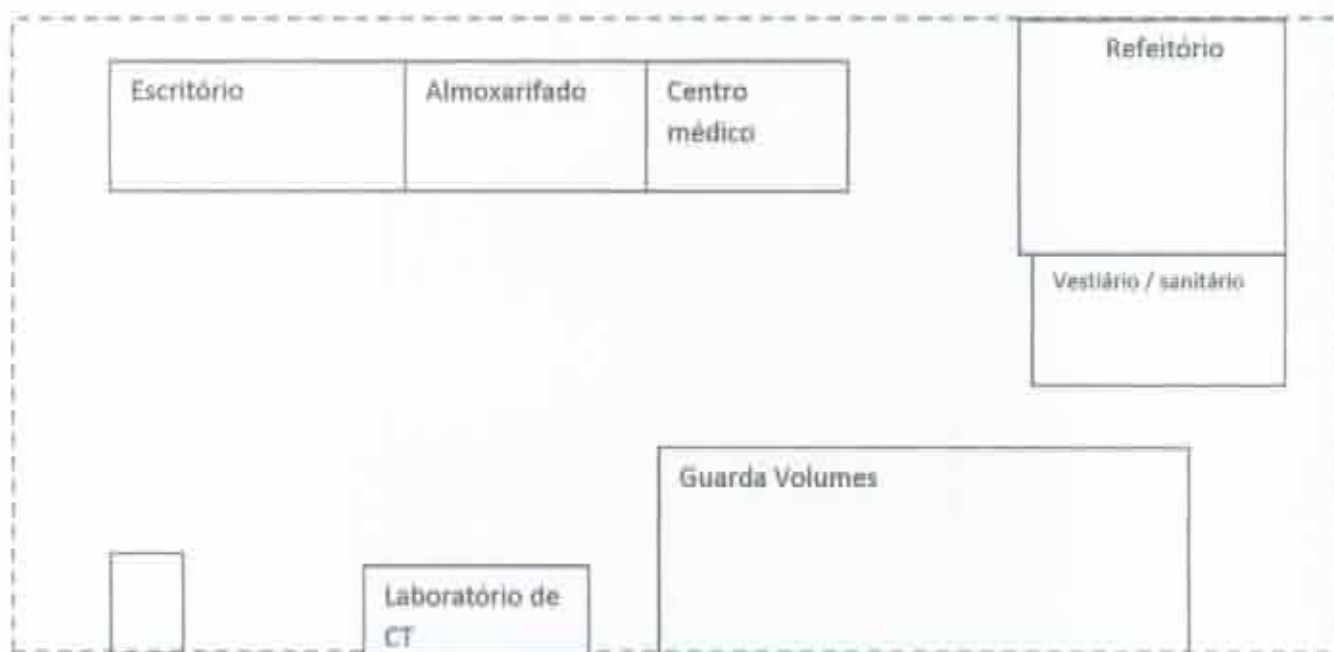 Refeitório
Escritório
Almoxarifado
Centro
médico
Vestiário / sanitário
Guarda Volumes
Laboratório de
CT